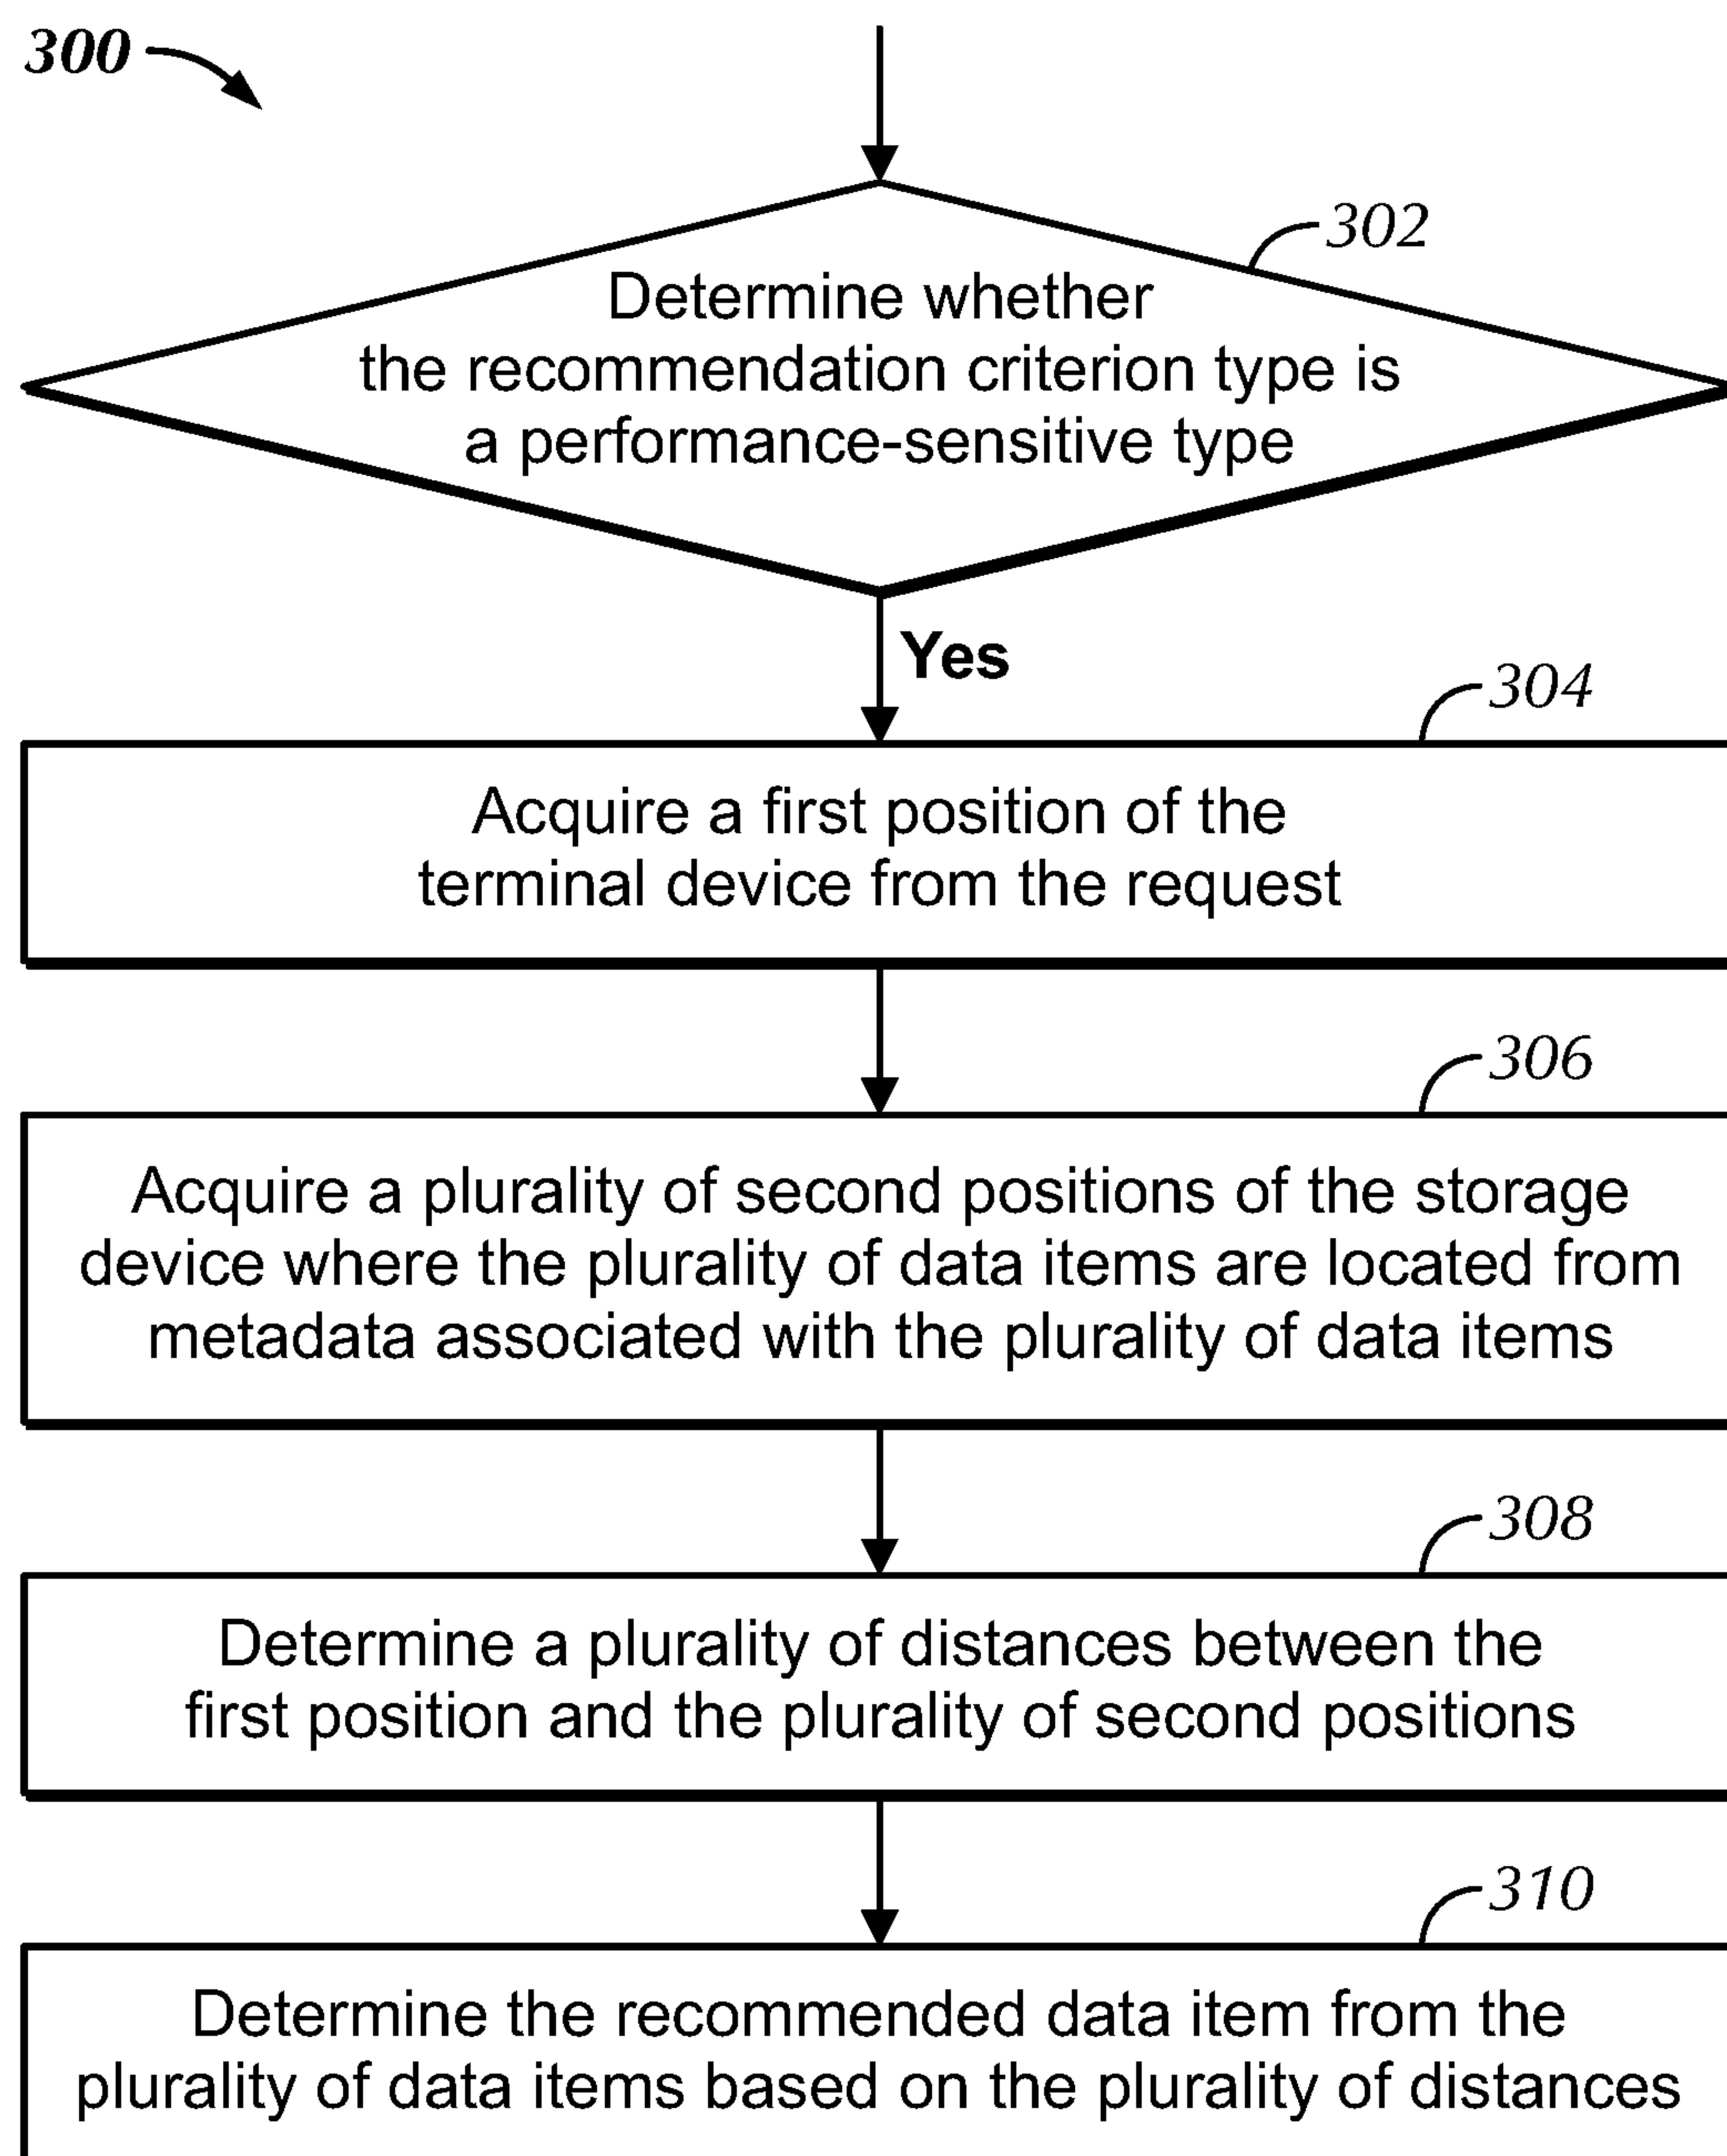 300
302
Determine whether
the recommendation criterion type is
a performance-sensitive type
Yes
304
Acquire a first position of the
terminal device from the request
306
Acquire a plurality of second positions of the storage
device where the plurality of data items are located from
metadata associated with the plurality of data items
308
Determine a plurality of distances between the
first position and the plurality of second positions
310
Determine the recommended data item from the
plurality of data items based on the plurality of distances